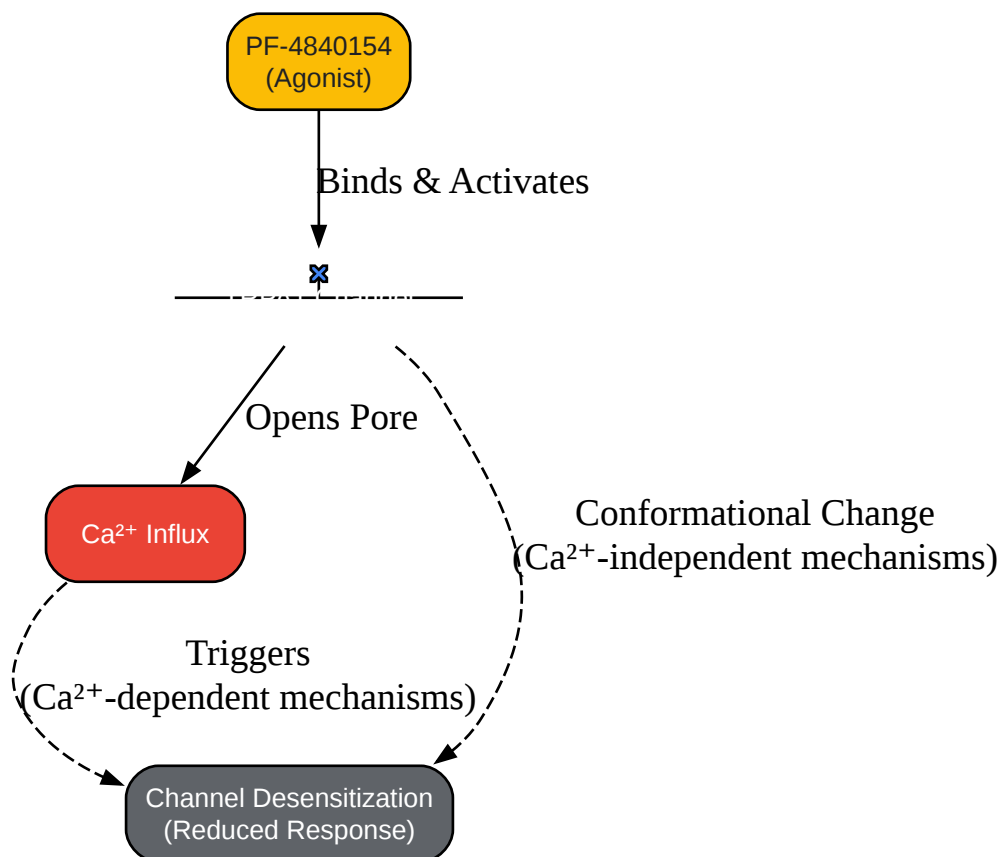 PF-4840154
(Agonist)
Binds & Activates
Opens Pore
Ca²⁺ Influx
Conformational Change
(Ca²⁺-independent mechanisms)
Triggers
(Ca²⁺-dependent mechanisms)
Channel Desensitization
(Reduced Response)